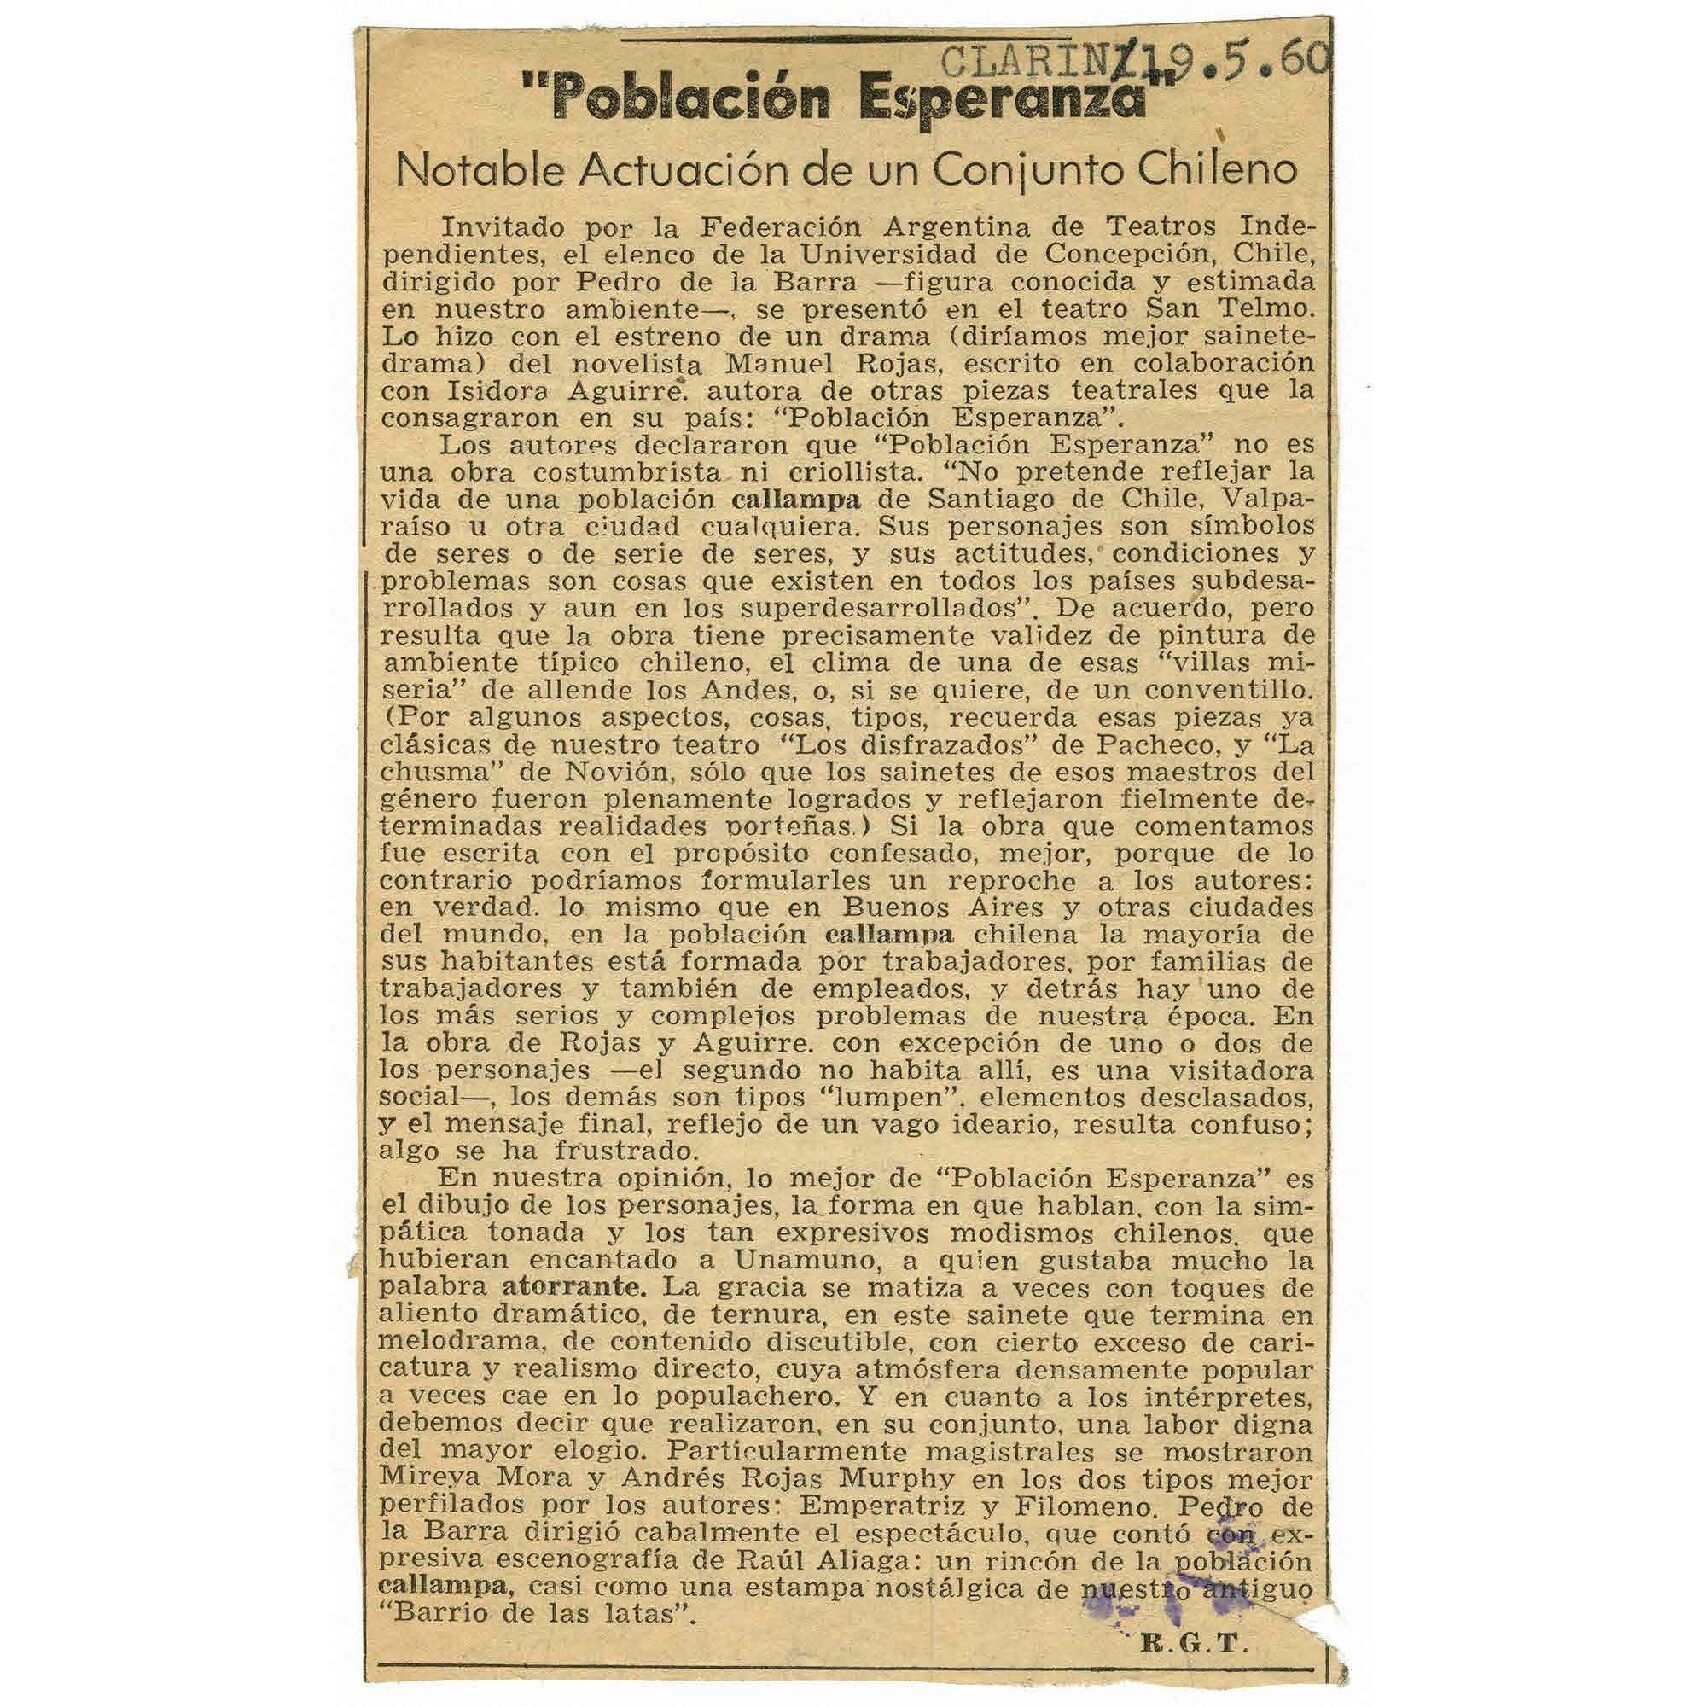 CLARIN/19.5.60
"Población Esperanza"
Notable Actuación de un Conjunto Chileno
Invitado por la Federación Argentina de Teatros Inde-
pendientes, el elenco de la Universidad de Concepción, Chile,
dirigido por Pedro de la Barra —figura conocida y estimada
en nuestro ambiente—, se presentó en el teatro San Telmo.
Lo hizo con el estreno de un drama (diríamos mejor sainete-
drama) del novelista Manuel Rojas, escrito en colaboración
con Isidora Aguirre. autora de otras piezas teatrales que la
consagraron en su país: “Población Esperanza”.
Los autores declararon que “Población Esperanza” no es
una obra costumbrista ni criollista. “No pretende reflejar la
vida de una población callampa de Santiago de Chile, Valpa-
raíso u otra ciudad cualquiera. Sus personajes son símbolos
de seres o de serie de seres, y sus actitudes, condiciones y
problemas son cosas que existen en todos los países subdesa-
rrollados y aun en los superdesarrollados”. De acuerdo, pero
resulta que la obra tiene precisamente validez de pintura de
ambiente típico chileno, el clima de una de esas “villas mi-
seria” de allende los Andes, o, si se quiere, de un conventillo.
(Por algunos aspectos, cosas, tipos, recuerda esas piezas ya
clásicas de nuestro teatro “Los disfrazados” de Pacheco, y “La
chusma” de Novión, sólo que los sainetes de esos maestros del
género fueron plenamente logrados y reflejaron fielmente de-
terminadas realidades porteñas.) Si la obra que comentamos
fue escrita con el propósito confesado, mejor, porque de lo
contrario podríamos formularles un reproche a los autores:
en verdad. lo mismo que en Buenos Aires y otras ciudades
del mundo, en la población callampa chilena la mayoría de
sus habitantes está formada por trabajadores, por familias de
trabajadores y también de empleados, y detrás hay uno de
los más serios y complejos problemas de nuestra época. En
la obra de Rojas y Aguirre. con excepción de uno o dos de
los personajes —el segundo no habita allí, es una visitadora
social—, los demás son tipos “lumpen”. elementos desclasados,
y el mensaje final, reflejo de un vago ideario, resulta confuso;
algo se ha frustrado.
En nuestra opinión, lo mejor de “Población Esperanza” es
el dibujo de los personajes, la forma en que hablan, con la sim-
pática tonada y los tan expresivos modismos chilenos, que
hubieran encantado a Unamuno, a quien gustaba mucho la
palabra atorrante. La gracia se matiza a veces con toques de
aliento dramático, de ternura, en este sainete que termina en
melodrama, de contenido discutible, con cierto exceso de cari-
catura y realismo directo, cuya atmósfera densamente popular
a veces cae en lo populachero. Y en cuanto a los intérpretes,
debemos decir que realizaron, en su conjunto, una labor digna
del mayor elogio. Particularmente magistrales se mostraron
Mireya Mora y Andrés Rojas Murphy en los dos tipos mejor
perfilados por los autores: Emperatriz y Filomeno. Pedro de
la Barra dirigió cabalmente el espectáculo, que contó con ex-
presiva escenografía de Raúl Aliaga: un rincón de la población
callampa, casi como una estampa nostálgica de nuestro antiguo
“Barrio de las latas”.
R.G.T.